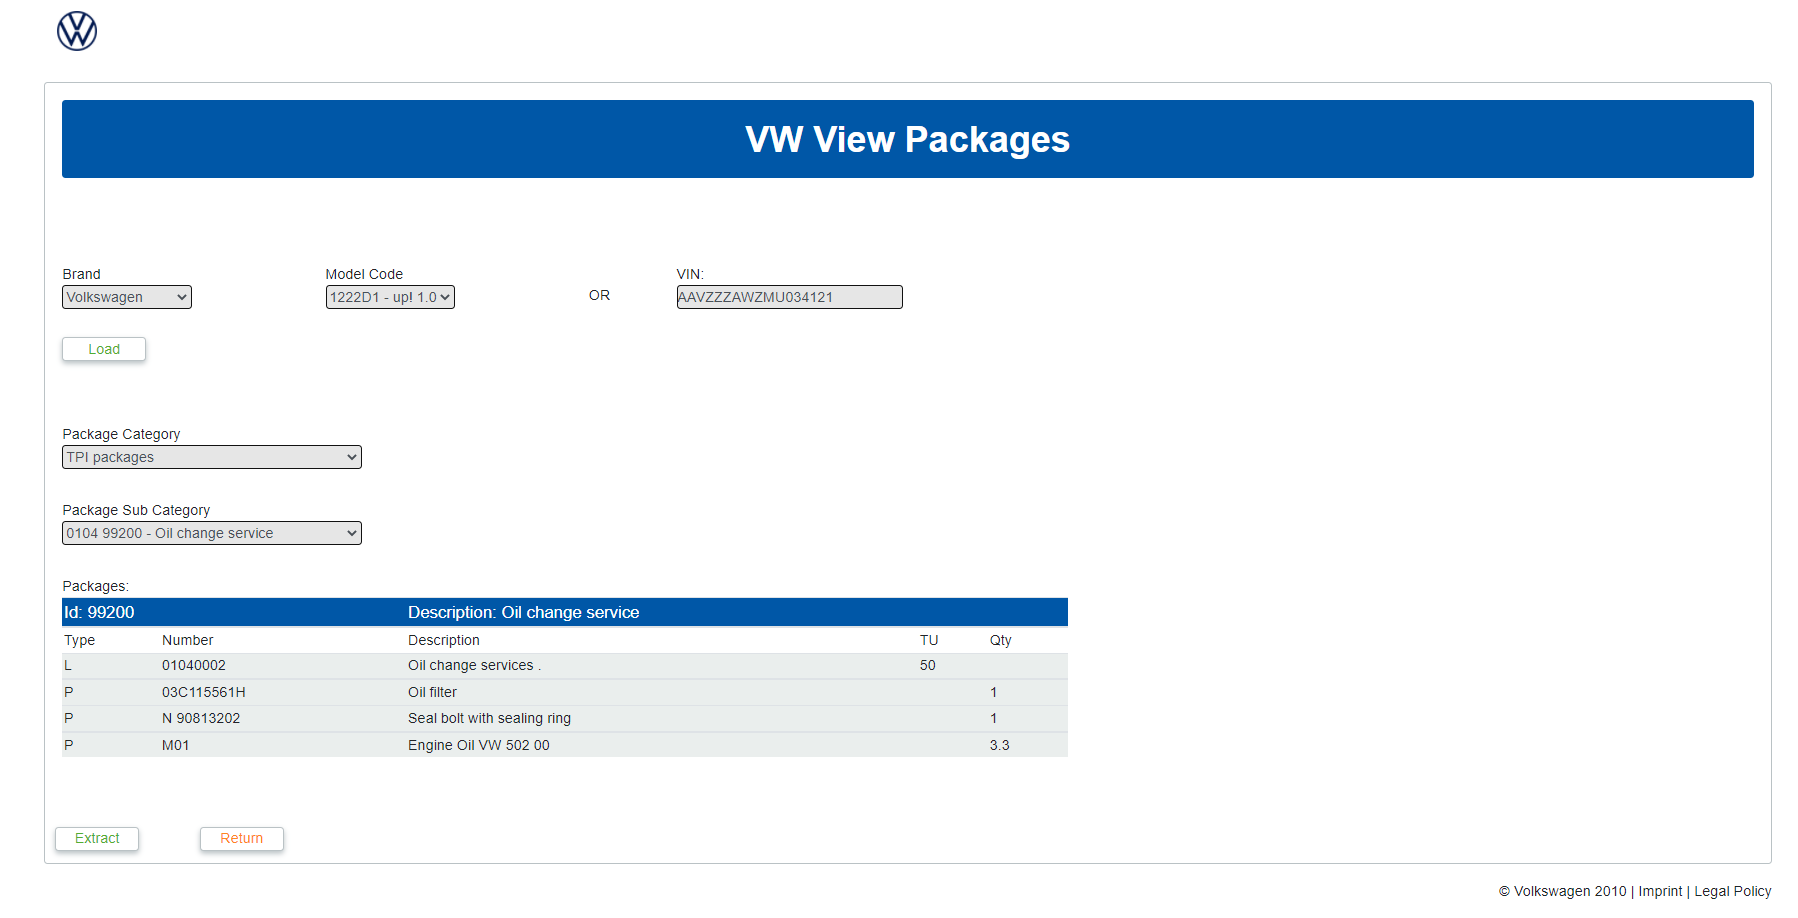 VW View Packages
Brand
Model Code
VIN:
Volkswagen
1222D1 - up! 1.0
OR
AAVZZZAWZMU034121
Load
Package Category
TPI packages
Package Sub Category
0104 99200 - Oil change service
Packages:
Id: 99200 Description: Oil change service
Type Number Description TU Qty
L 01040002 Oil change services . 50
P 03C115561H Oil filter 1
P N 90813202 Seal bolt with sealing ring 1
P M01 Engine Oil VW 502 00 3.3
Extract Return
© Volkswagen 2010 | Imprint | Legal Policy